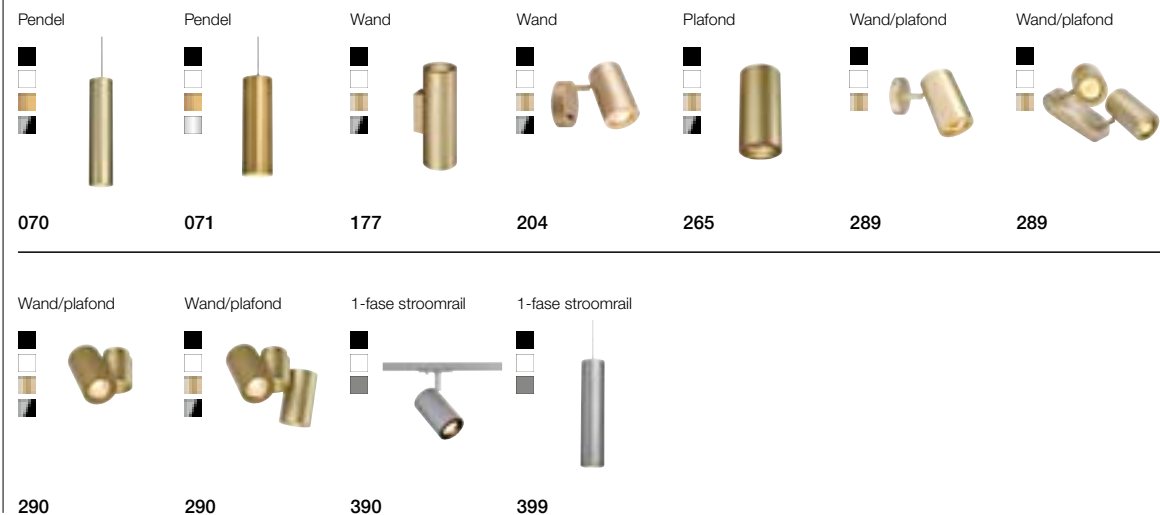 Pendel Pendel Wand Wand Plafond Wand/plafond Wand/plafond
070 071 177 204 265 289 289
Wand/plafond Wand/plafond 1-fase stroomrail 1-fase stroomrail
290 290 390 399